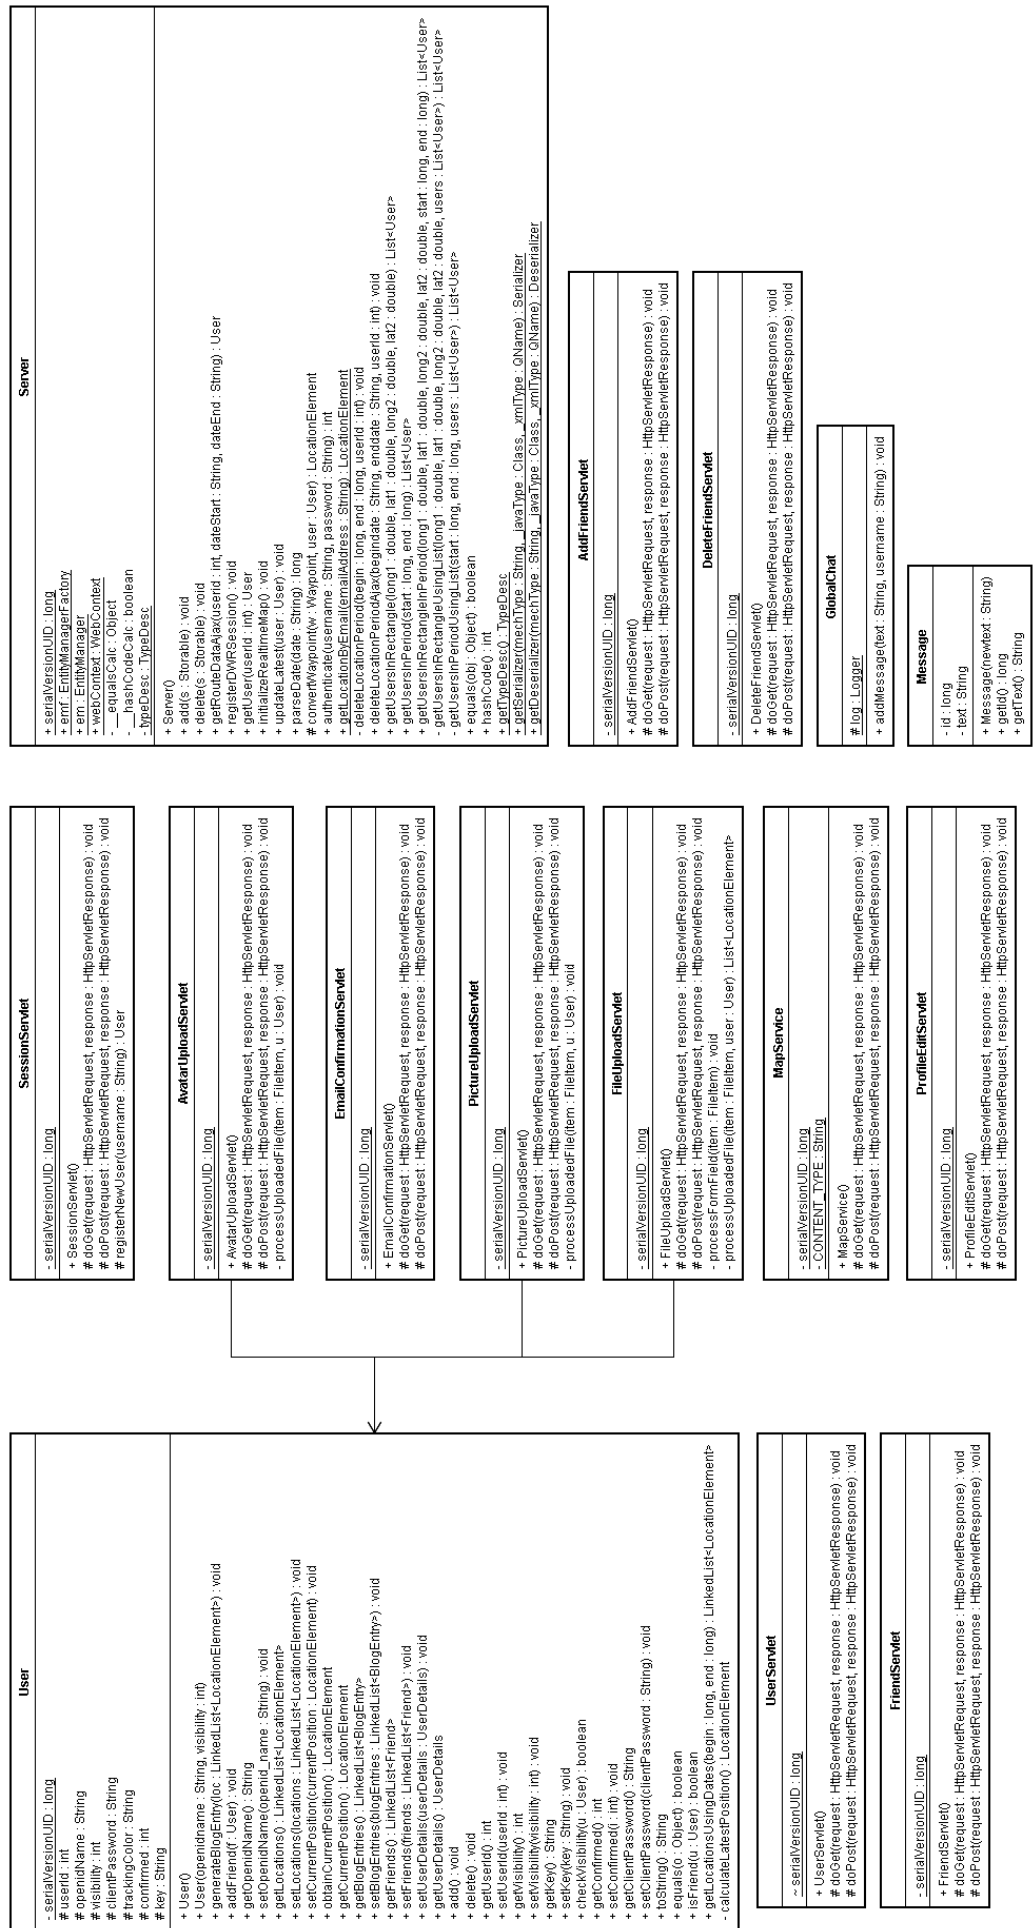 User
- serialVersionUID : long
# userId : int
# openidName : String
# visibility : int
# clientPassword : String
# trackingColor : String
# confirmed : int
# key : String
+ User()
+ User(openidname : String, visibility : int)
+ generateBlogEntry(loc : LinkedList<LocationElement>) : void
+ addFriend(f : User) : void
+ getOpenidName() : String
+ setOpenidName(openid_name : String) : void
+ getLocations() : LinkedList<LocationElement>
+ setLocations(locations : LinkedList<LocationElement>) : void
+ setCurrentPosition(currentPosition : LocationElement) : void
+ obtainCurrentPosition() : LocationElement
+ getCurrentPosition() : LocationElement
+ getBlogEntries() : LinkedList<BlogEntry>
+ setBlogEntries(blogEntries : LinkedList<BlogEntry>) : void
+ getFriends() : LinkedList<Friend>
+ setFriends(friends : LinkedList<Friend>) : void
+ setUserDetails(userDetails : UserDetails) : void
+ getUserDetails() : UserDetails
+ add() : void
+ delete() : void
+ getUserId() : int
+ setUserId(userId : int) : void
+ getVisibility() : int
+ setVisibility(visibility : int) : void
+ getKey() : String
+ setKey(key : String) : void
+ checkVisibility(u : User) : boolean
+ getConfirmed() : int
+ setConfirmed(i : int) : void
+ getClientPassword() : String
+ setClientPassword(clientPassword : String) : void
+ toString() : String
+ equals(o : Object) : boolean
+ isFriend(u : User) : boolean
+ getLocationsUsingDates(begin : long, end : long) : LinkedList<LocationElement>
- calculateLatestPosition() : LocationElement
UserServlet
~ serialVersionUID : long
+ UserServlet()
# doGet(request : HttpServletRequest, response : HttpServletResponse) : void
# doPost(request : HttpServletRequest, response : HttpServletResponse) : void
FriendServlet
- serialVersionUID : long
+ FriendServlet()
# doGet(request : HttpServletRequest, response : HttpServletResponse) : void
# doPost(request : HttpServletRequest, response : HttpServletResponse) : void
SessionServlet
- serialVersionUID : long
+ SessionServlet()
# doGet(request : HttpServletRequest, response : HttpServletResponse) : void
# doPost(request : HttpServletRequest, response : HttpServletResponse) : void
# registerNewUser(username : String) : User
AvatarUploadServlet
- serialVersionUID : long
+ AvatarUploadServlet()
# doGet(request : HttpServletRequest, response : HttpServletResponse) : void
# doPost(request : HttpServletRequest, response : HttpServletResponse) : void
- processUploadedFile(item : FileItem, u : User) : void
EmailConfirmationServlet
- serialVersionUID : long
+ EmailConfirmationServlet()
# doGet(request : HttpServletRequest, response : HttpServletResponse) : void
# doPost(request : HttpServletRequest, response : HttpServletResponse) : void
PictureUploadServlet
- serialVersionUID : long
+ PictureUploadServlet()
# doGet(request : HttpServletRequest, response : HttpServletResponse) : void
# doPost(request : HttpServletRequest, response : HttpServletResponse) : void
- processUploadedFile(item : FileItem, u : User) : void
FileUploadServlet
- serialVersionUID : long
+ FileUploadServlet()
# doGet(request : HttpServletRequest, response : HttpServletResponse) : void
# doPost(request : HttpServletRequest, response : HttpServletResponse) : void
- processFormField(item : FileItem) : void
- processUploadedFile(item : FileItem, user : User) : List<LocationElement>
MapService
- serialVersionUID : long
- CONTENT_TYPE : String
+ MapService()
# doGet(request : HttpServletRequest, response : HttpServletResponse) : void
# doPost(request : HttpServletRequest, response : HttpServletResponse) : void
ProfileEditServlet
- serialVersionUID : long
+ ProfileEditServlet()
# doGet(request : HttpServletRequest, response : HttpServletResponse) : void
# doPost(request : HttpServletRequest, response : HttpServletResponse) : void
Server
+ serialVersionUID : long
+ emf : EntityManagerFactory
+ em : EntityManager
+ webContext : WebContext
- __equalsCalc : Object
- __hashCodeCalc : boolean
- typeDesc : TypeDesc
+ Server()
+ add(s : Storable) : void
+ delete(s : Storable) : void
+ getRouteDataAjax(userid : int, dateStart : String, dateEnd : String) : User
+ registerDWRSession() : void
+ getUser(userId : int) : User
+ initializeRealtimeMap() : void
+ updateLatest(user : User) : void
+ parseDate(date : String) : long
# convertWaypoint(w : Waypoint, user : User) : LocationElement
+ authenticate(username : String, password : String) : int
+ getLocationByEmail(emailAddress : String) : LocationElement
- deleteLocationPeriod(begin : long, end : long, userId : int) : void
+ deleteLocationPeriodAjax(begindate : String, enddate : String, userId : int) : void
+ getUsersInRectangle(long1 : double, lat1 : double, long2 : double, lat2 : double) : List<User>
+ getUsersInPeriod(start : long, end : long) : List<User>
+ getUsersInRectangleInPeriod(long1 : double, lat1 : double, long2 : double, lat2 : double, start : long, end : long) : List<User>
- getUsersInRectangleUsingList(long1 : double, lat1 : double, long2 : double, lat2 : double, users : List<User>) : List<User>
- getUsersInPeriodUsingList(start : long, end : long, users : List<User>) : List<User>
+ equals(obj : Object) : boolean
+ hashCode() : int
+ getTypeDesc() : TypeDesc
+ getSerializer(mechType : String, _javaType : Class, _xmlType : QName) : Serializer
+ getDeserializer(mechType : String, _javaType : Class, _xmlType : QName) : Deserializer
AddFriendServlet
- serialVersionUID : long
+ AddFriendServlet()
# doGet(request : HttpServletRequest, response : HttpServletResponse) : void
# doPost(request : HttpServletRequest, response : HttpServletResponse) : void
DeleteFriendServlet
- serialVersionUID : long
+ DeleteFriendServlet()
# doGet(request : HttpServletRequest, response : HttpServletResponse) : void
# doPost(request : HttpServletRequest, response : HttpServletResponse) : void
GlobalChat
# log : Logger
+ addMessage(text : String, username : String) : void
Message
- id : long
- text : String
+ Message(newtext : String)
+ getId() : long
+ getText() : String